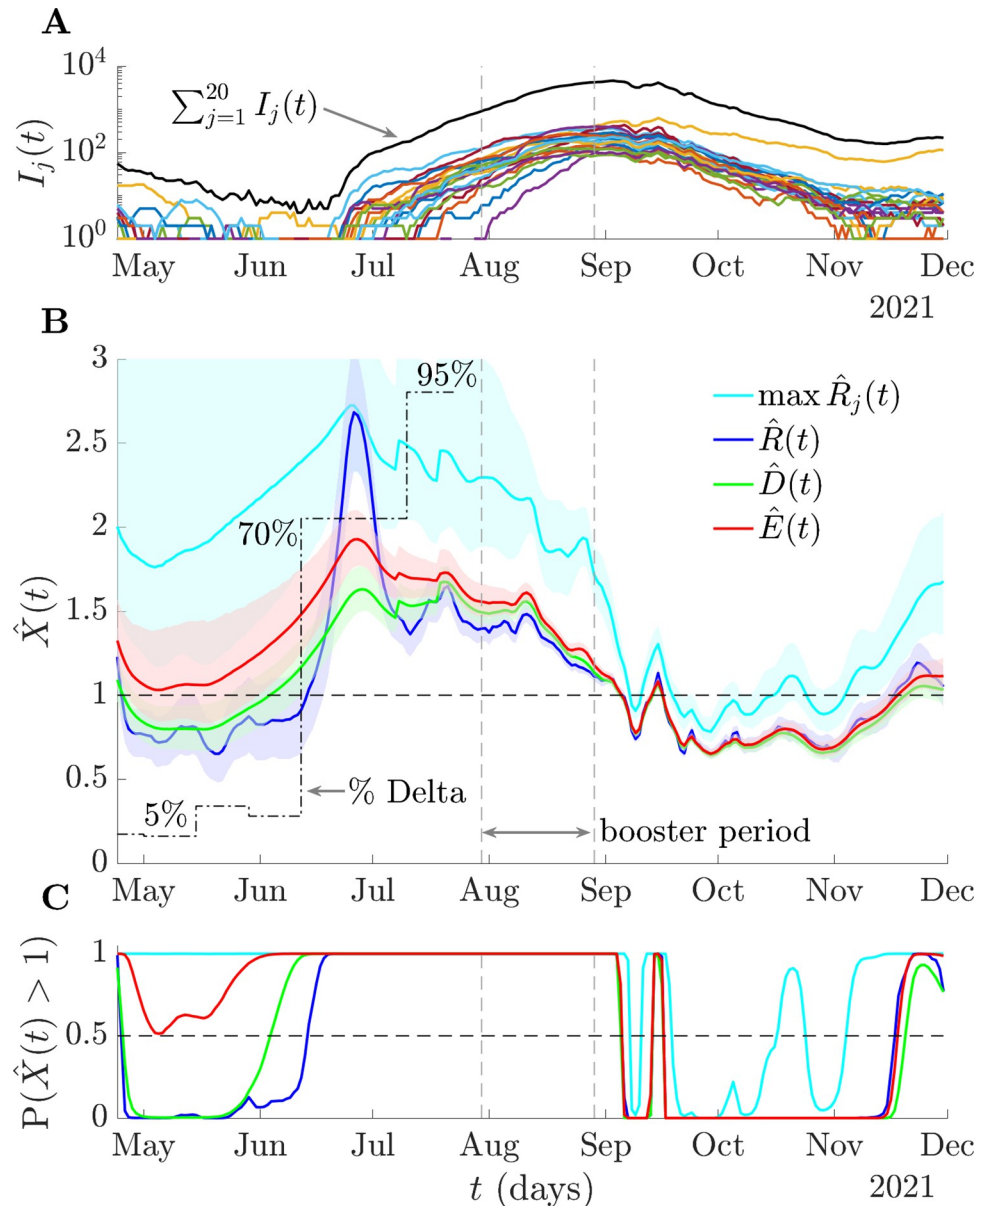 A
10^4
∑_{j=1}^{20} I_j(t)
10^2
I_j(t)
10^0
May Jun Jul Aug Sep Oct Nov Dec
2021
B
3
95%
max R̂_j(t)
2.5
R̂(t)
D̂(t)
2
70%
Ê(t)
X̂(t)
1.5
1
0.5
% Delta
5%
booster period
0
May Jun Jul Aug Sep Oct Nov Dec
C
1
P(X̂(t) > 1)
0.5
0
May Jun Jul Aug Sep Oct Nov Dec
t (days)
2021